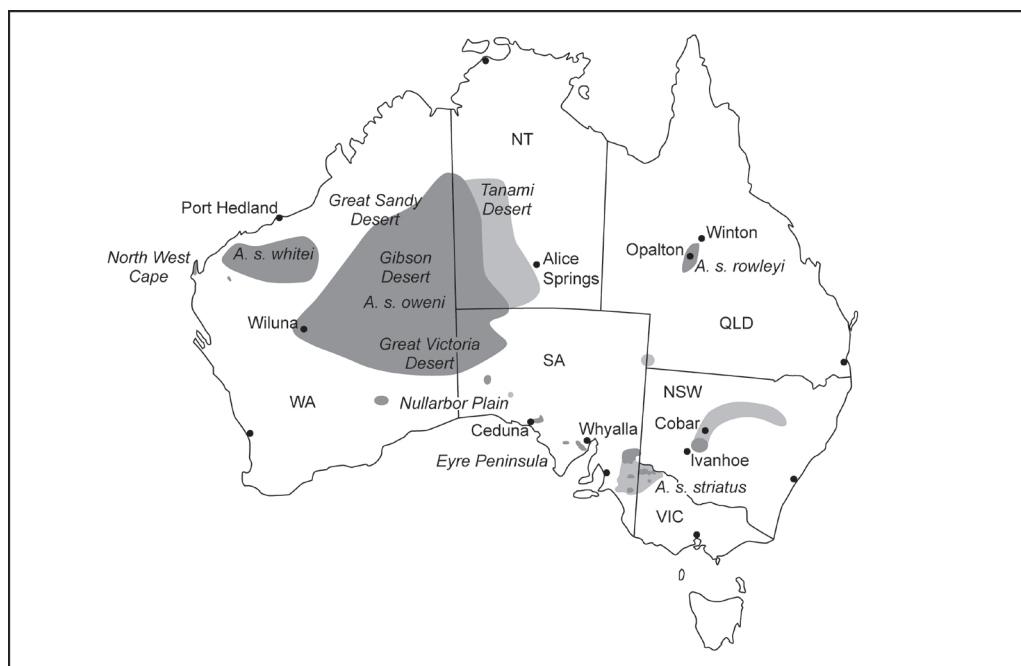 NT
Tanami
Desert
Great Sandy
Desert
Port Hedland
North West
Cape
A. s. whitei
Gibson
Desert
A. s. oweni
Alice
Springs
Winton
Opalton
A. s. rowleyi
Wiluna
Great Victoria
Desert
QLD
SA
WA
Nullarbor Plain
NSW
Cobar
Ceduna
Whyalla
Eyre Peninsula
Ivanhoe
A. s. striatus
VIC